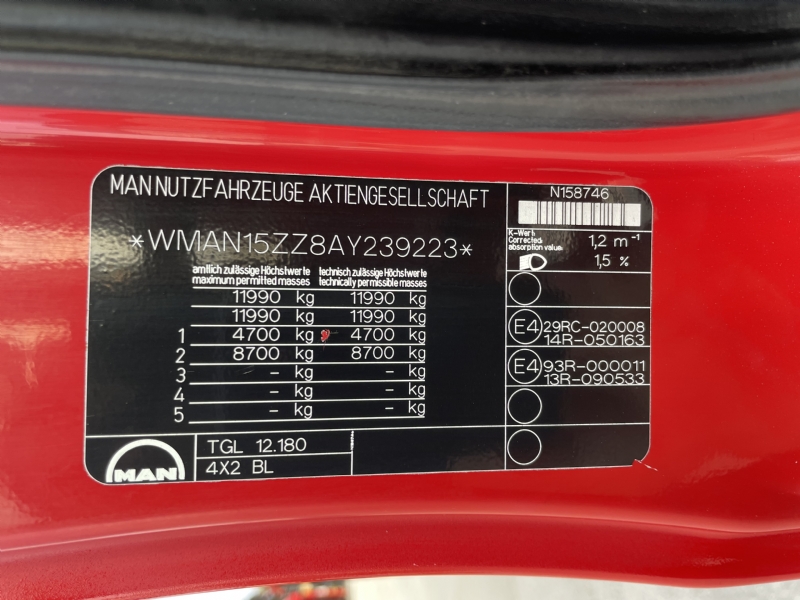 MAN NUTZFAHRZEUGE AKTIENGESELLSCHAFT
*WMAN15ZZ8AY239223*
amtlich zulässige Höchstwerte technisch zulässige Höchstwerte
maximum permitted masses technically permissible masses
11990 kg 11990 kg
11990 kg 11990 kg
1 4700 kg 4700 kg
2 8700 kg 8700 kg
3 – kg – kg
4 – kg – kg
5 – kg – kg
MAN
TGL 12.180
4X2 BL
N158746
K-Wert:
Corrected
absorption value: 1,2 m⁻¹
1,5 %
E4 29RC-020008
14R-050163
E4 93R-000011
13R-090533